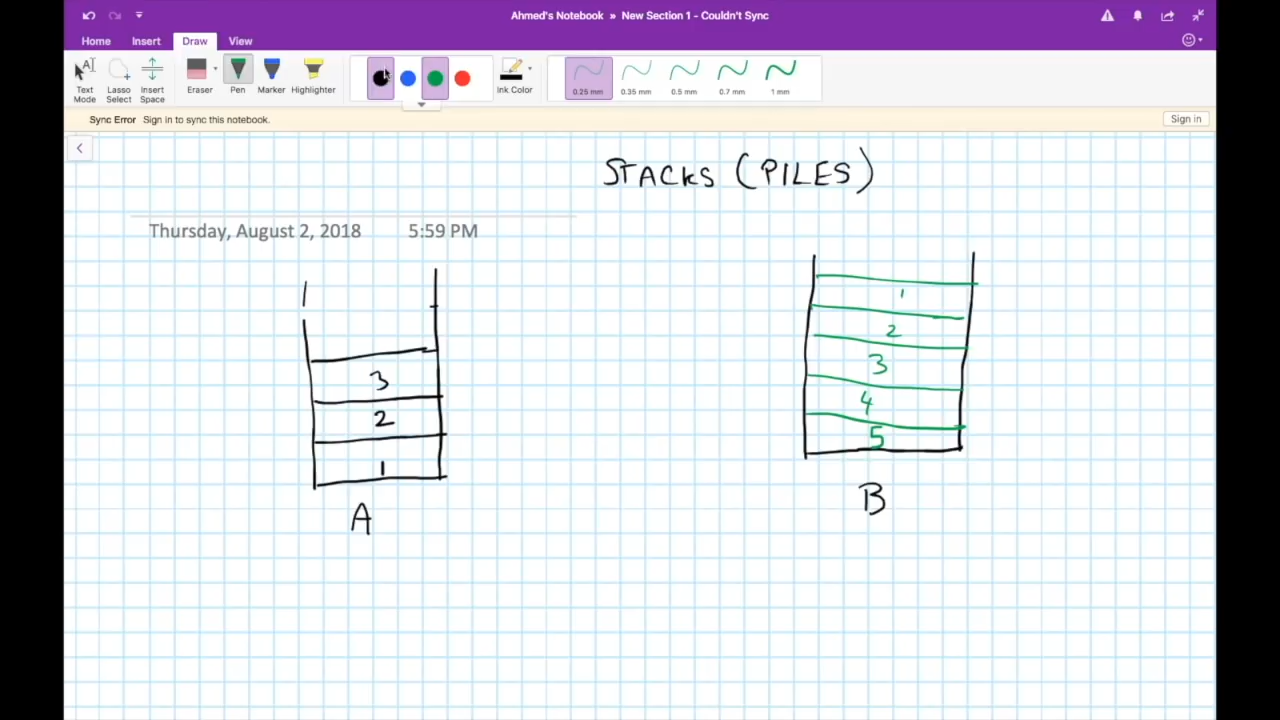 Ahmed's Notebook » New Section 1 - Couldn't Sync
Home Insert Draw View
Text Mode
Lasso Select
Insert Space
Eraser
Pen
Marker
Highlighter
Ink Color
0.25 mm
0.35 mm
0.5 mm
0.7 mm
1 mm
Sync Error Sign in to sync this notebook.
Sign in
STACKS (PILES)
Thursday, August 2, 2018 5:59 PM
3
2
1
A
1
2
3
4
5
B